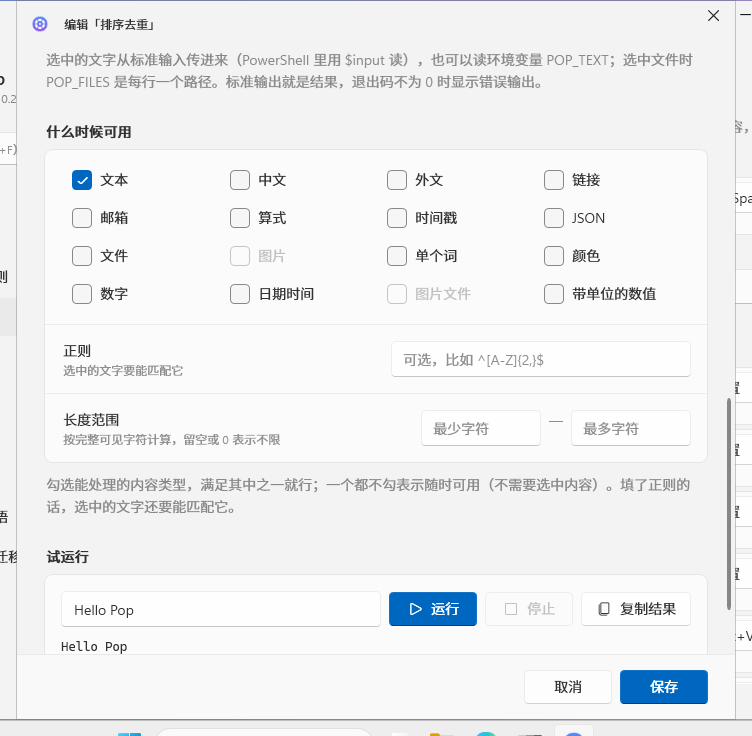 编辑「排序去重」
选中的文字从标准输入传进来（PowerShell 里用 $input 读），也可以读环境变量 POP_TEXT；选中文件时
POP_FILES 是每行一个路径。标准输出就是结果，退出码不为 0 时显示错误输出。
什么时候可用
文本 中文 外文 链接
邮箱 算式 时间戳 JSON
文件 图片 单个词 颜色
数字 日期时间 图片文件 带单位的数值
正则
选中的文字要能匹配它
可选，比如 ^[A-Z]{2,}$
长度范围
按完整可见字符计算，留空或 0 表示不限
最少字符 — 最多字符
勾选能处理的内容类型，满足其中之一就行；一个都不勾表示随时可用（不需要选中内容）。填了正则的
话，选中的文字还要能匹配它。
试运行
Hello Pop 运行 停止 复制结果
Hello Pop
取消 保存